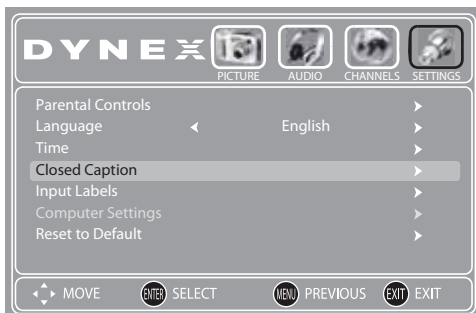 DYNEX
PICTURE AUDIO CHANNELS SETTINGS
Parental Controls
Language English
Time
Closed Caption
Input Labels
Computer Settings
Reset to Default
MOVE ENTER SELECT MENU PREVIOUS EXIT EXIT